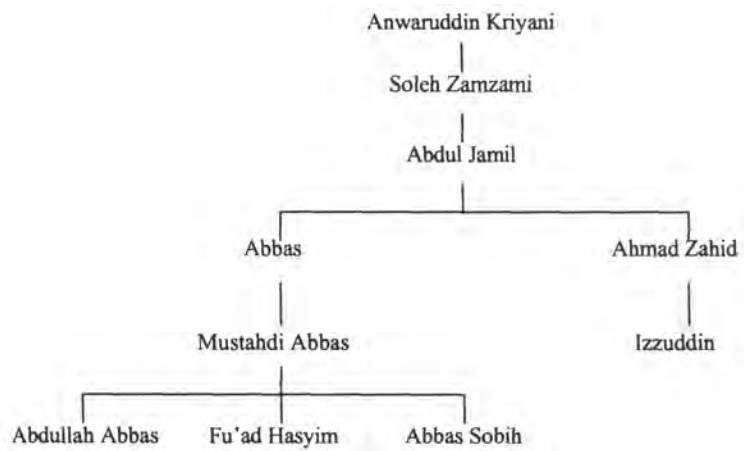 Anwaruddin Kriyani
Soleh Zamzami
Abdul Jamil
Abbas Ahmad Zahid
Mustahdi Abbas Izzuddin
Abdullah Abbas Fu'ad Hasyim Abbas Sobih